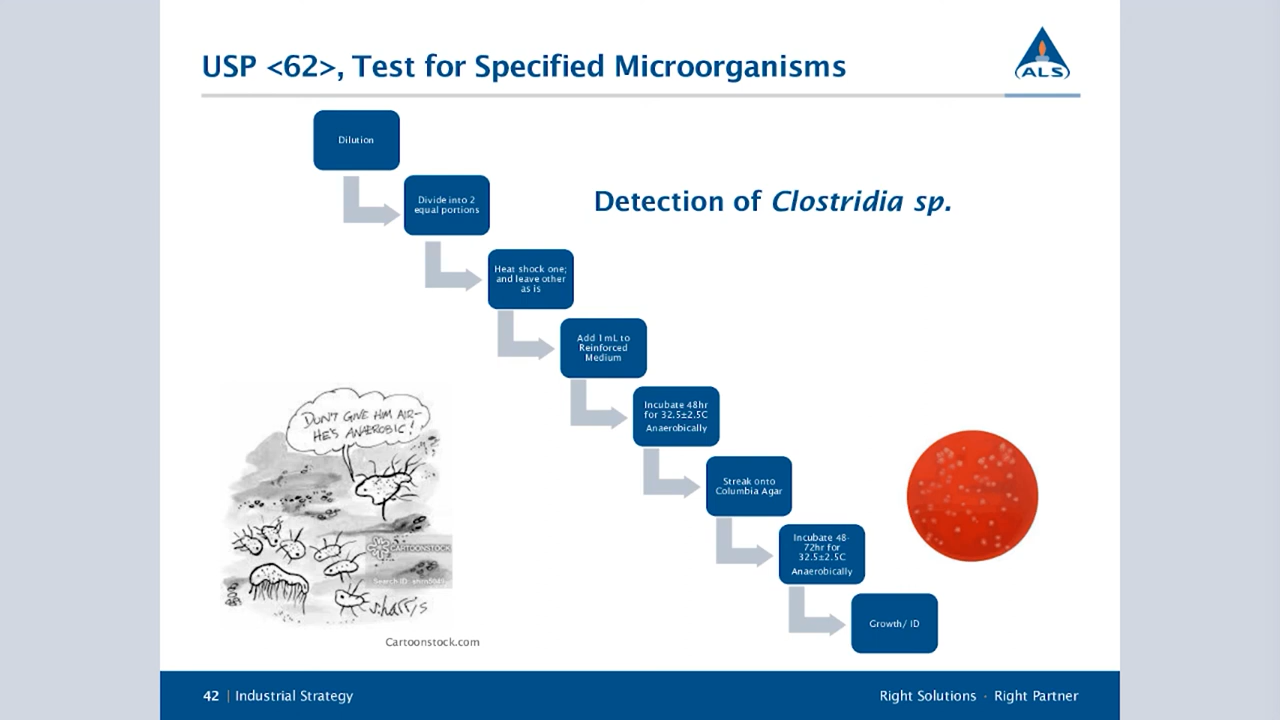 USP <62>, Test for Specified Microorganisms
ALS
Dilution
Divide into 2
equal portions
Detection of Clostridia sp.
Heat shock one;
and leave other
as is
Add 1mL to
Reinforced
Medium
Incubate 48hr
for 32.5±2.5C
Anaerobically
Streak onto
Columbia Agar
Incubate 48-
72hr for
32.5±2.5C
Anaerobically
Growth/ ID
DON'T GIVE HIM AIR-
HE'S ANAEROBIC!
CARTOONSTOCK
Search ID:
S.harris
Cartoonstock.com
42 | Industrial Strategy
Right Solutions · Right Partner